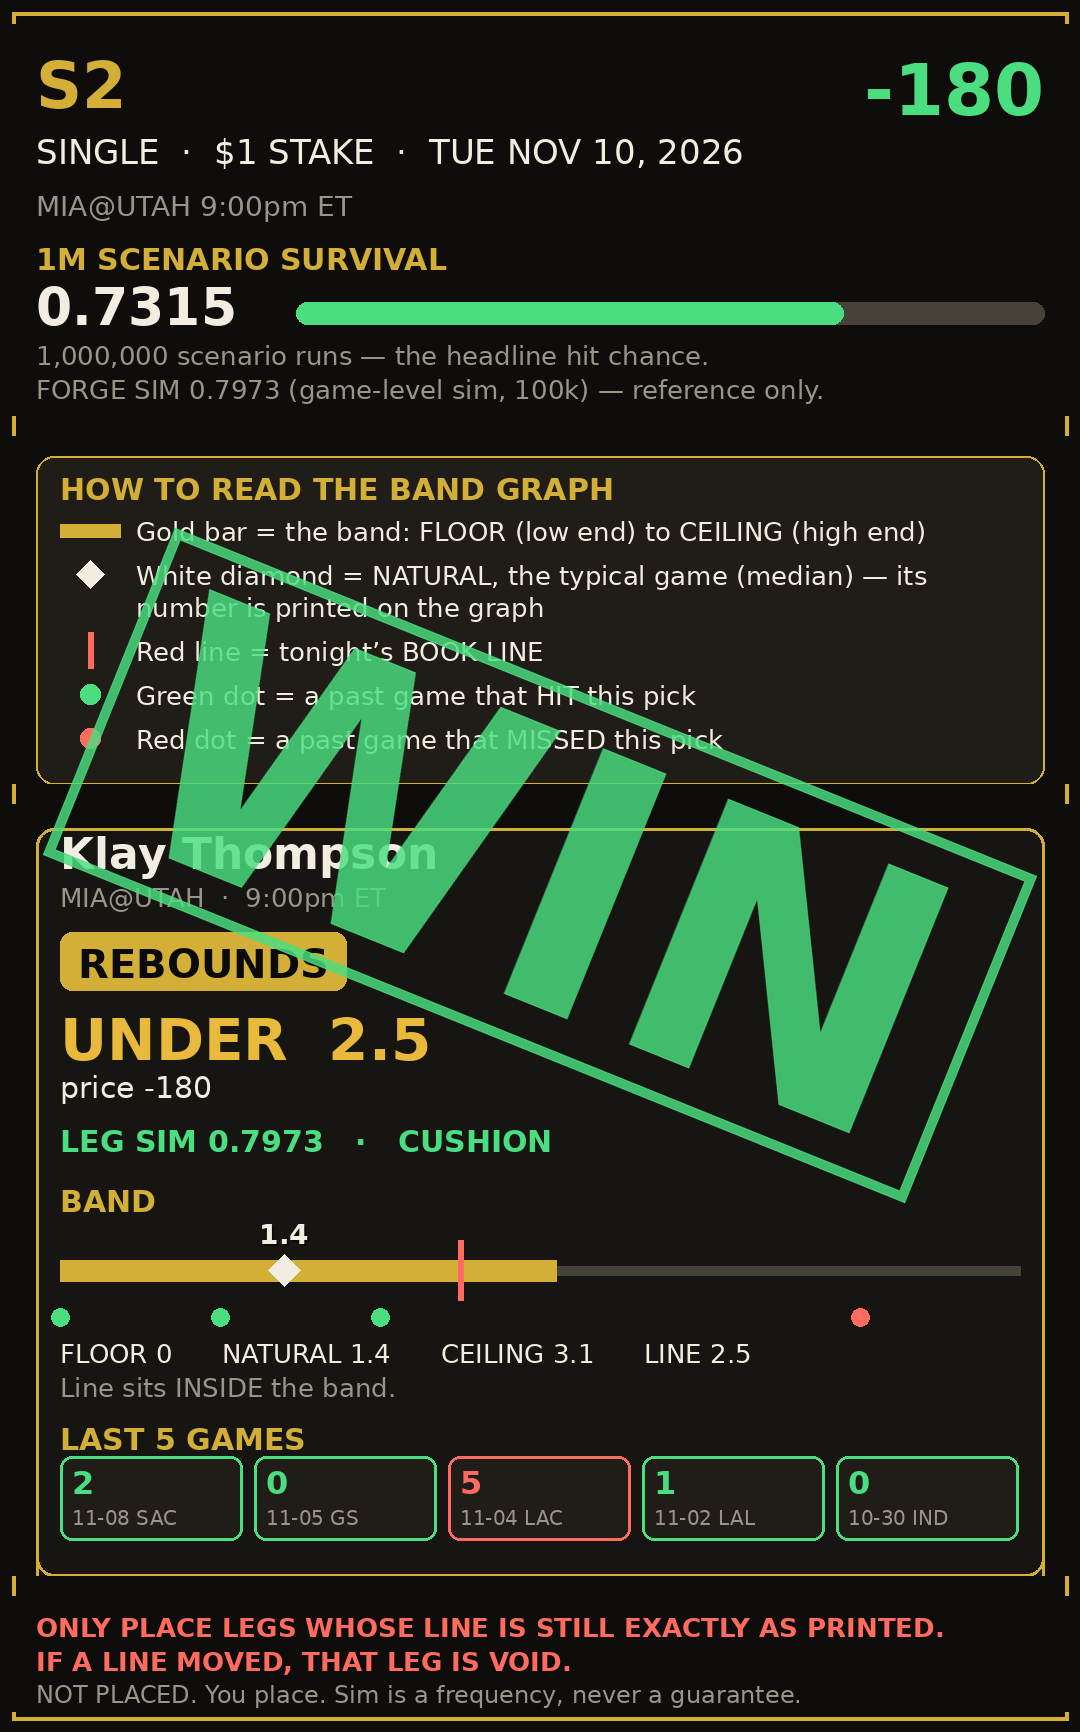 S2
-180
SINGLE · $1 STAKE · TUE NOV 10, 2026
MIA@UTAH 9:00pm ET
1M SCENARIO SURVIVAL
0.7315
1,000,000 scenario runs — the headline hit chance.
FORGE SIM 0.7973 (game-level sim, 100k) — reference only.
HOW TO READ THE BAND GRAPH
Gold bar = the band: FLOOR (low end) to CEILING (high end)
White diamond = NATURAL, the typical game (median) — its
number is printed on the graph
Red line = tonight’s BOOK LINE
Green dot = a past game that HIT this pick
Red dot = a past game that MISSED this pick
WIN
Klay Thompson
MIA@UTAH · 9:00pm ET
REBOUNDS
UNDER 2.5
price -180
LEG SIM 0.7973 · CUSHION
BAND
1.4
FLOOR 0 NATURAL 1.4 CEILING 3.1 LINE 2.5
Line sits INSIDE the band.
LAST 5 GAMES
2 0 5 1 0
11-08 SAC 11-05 GS 11-04 LAC 11-02 LAL 10-30 IND
ONLY PLACE LEGS WHOSE LINE IS STILL EXACTLY AS PRINTED.
IF A LINE MOVED, THAT LEG IS VOID.
NOT PLACED. You place. Sim is a frequency, never a guarantee.